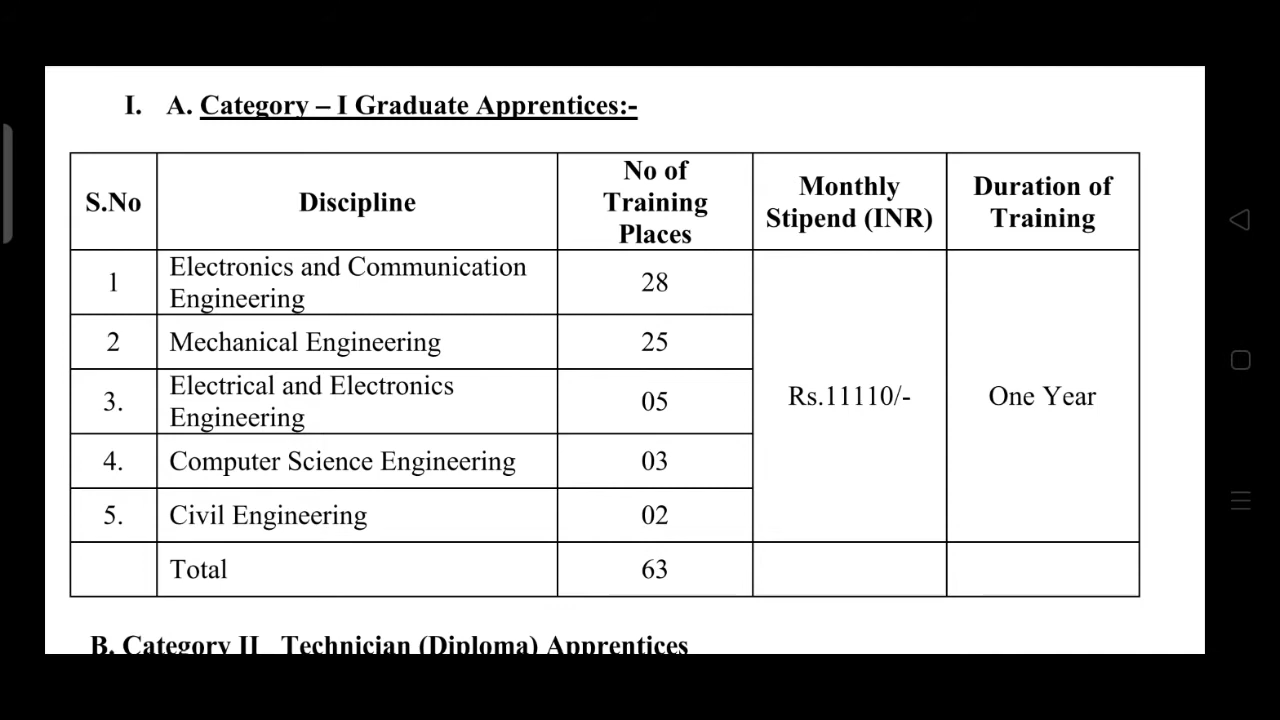 I. A. Category – I Graduate Apprentices:-
S.No Discipline No of Training Places Monthly Stipend (INR) Duration of Training
1 Electronics and Communication Engineering 28 Rs.11110/- One Year
2 Mechanical Engineering 25
3. Electrical and Electronics Engineering 05
4. Computer Science Engineering 03
5. Civil Engineering 02
Total 63
B. Category II Technician (Diploma) Apprentices